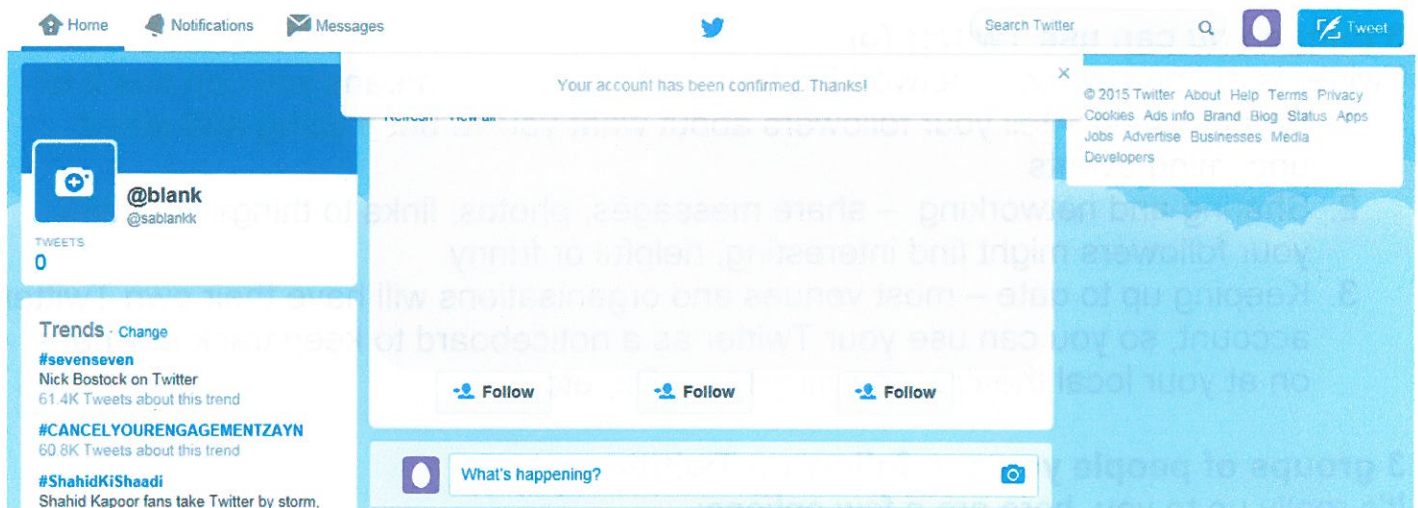 Home Notifications Messages Search Twitter Tweet
Your account has been confirmed. Thanks!
Refresh View all
© 2015 Twitter About Help Terms Privacy
Cookies Ads info Brand Blog Status Apps
Jobs Advertise Businesses Media
Developers
@blank
@sablankk
TWEETS
0
Trends · Change
#sevenseven
Nick Bostock on Twitter
61.4K Tweets about this trend
#CANCELYOURENGAGEMENTZAYN
60.8K Tweets about this trend
#ShahidKiShaadi
Shahid Kapoor fans take Twitter by storm,
Follow Follow Follow
What's happening?